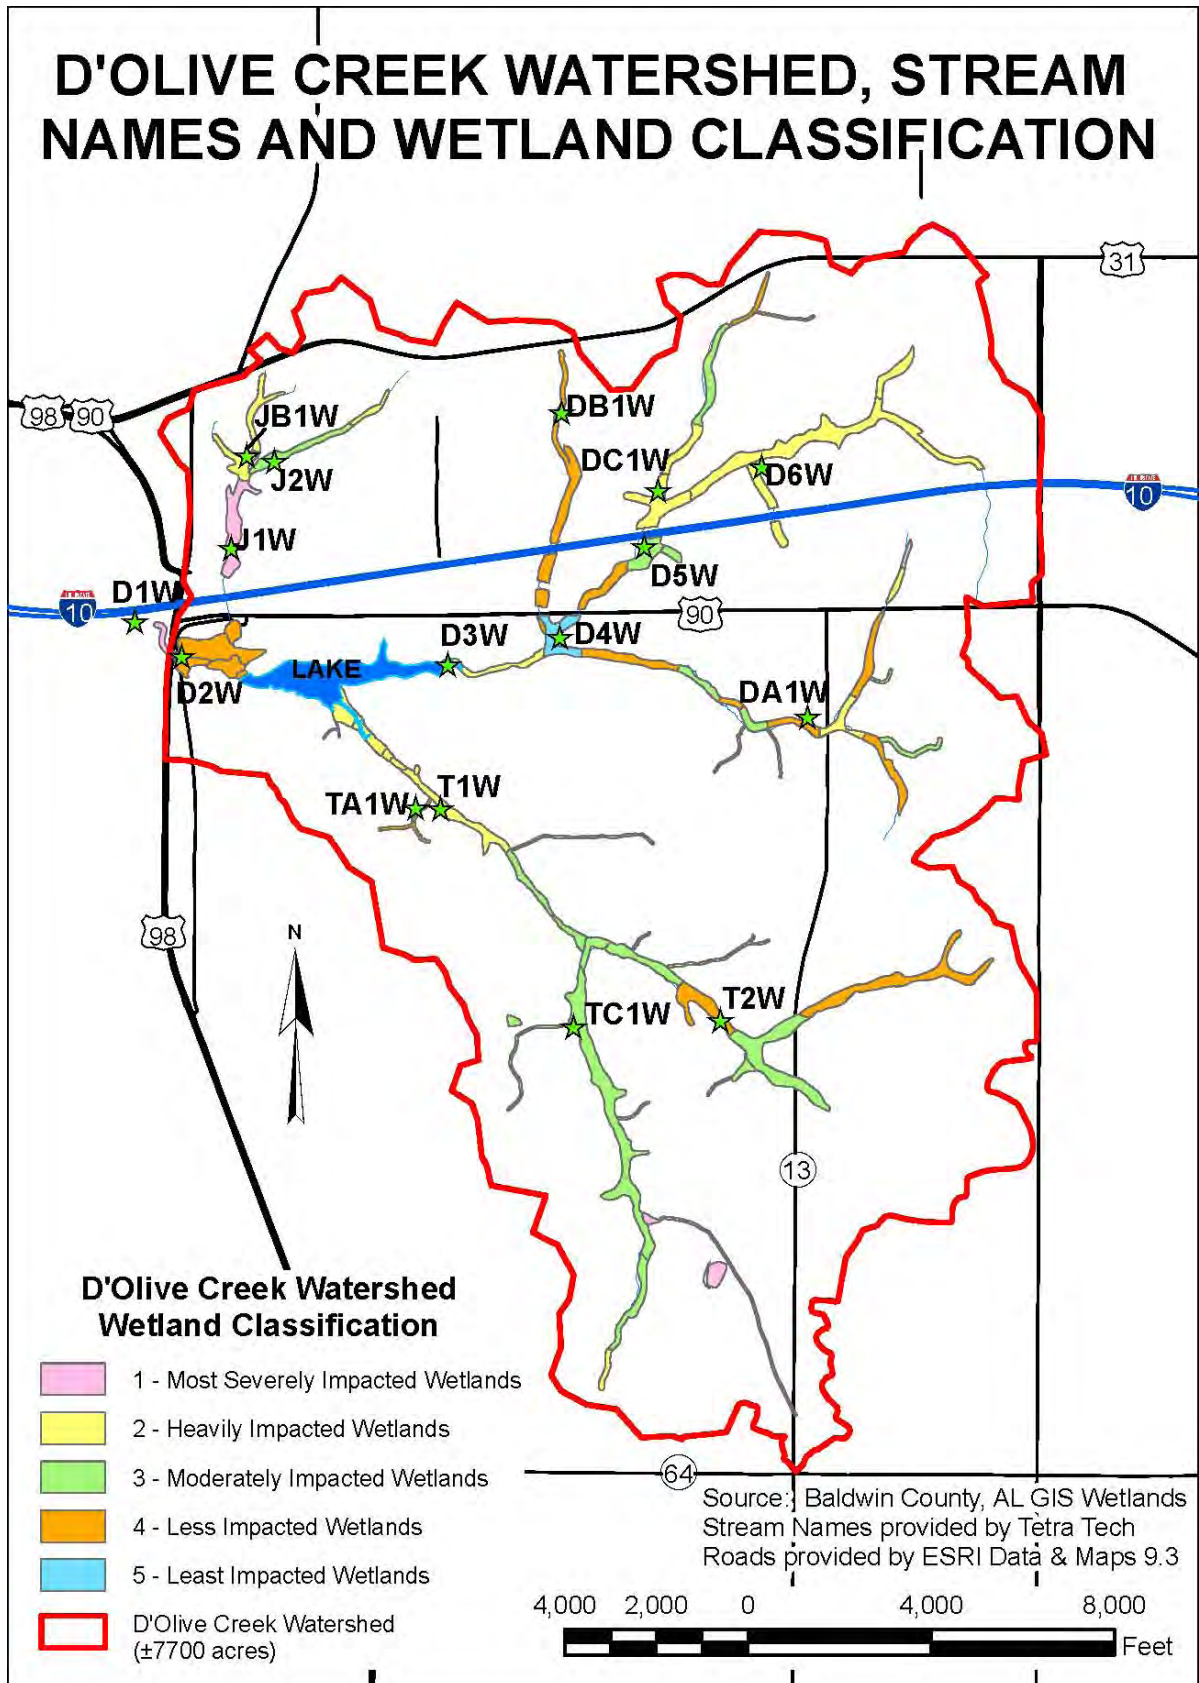 D'OLIVE CREEK WATERSHED, STREAM
NAMES AND WETLAND CLASSIFICATION
31
98 90
JB1W
DB1W
DC1W
J2W
D6W
10
J1W
D5W
D1W
10
90
D3W
D4W
LAKE
D2W
DA1W
TA1W
T1W
98
N
TC1W
T2W
13
D'Olive Creek Watershed
Wetland Classification
1 - Most Severely Impacted Wetlands
2 - Heavily Impacted Wetlands
3 - Moderately Impacted Wetlands
4 - Less Impacted Wetlands
5 - Least Impacted Wetlands
D'Olive Creek Watershed
(±7700 acres)
64
Source: Baldwin County, AL GIS Wetlands
Stream Names provided by Tetra Tech
Roads provided by ESRI Data & Maps 9.3
4,000 2,000 0 4,000 8,000
Feet